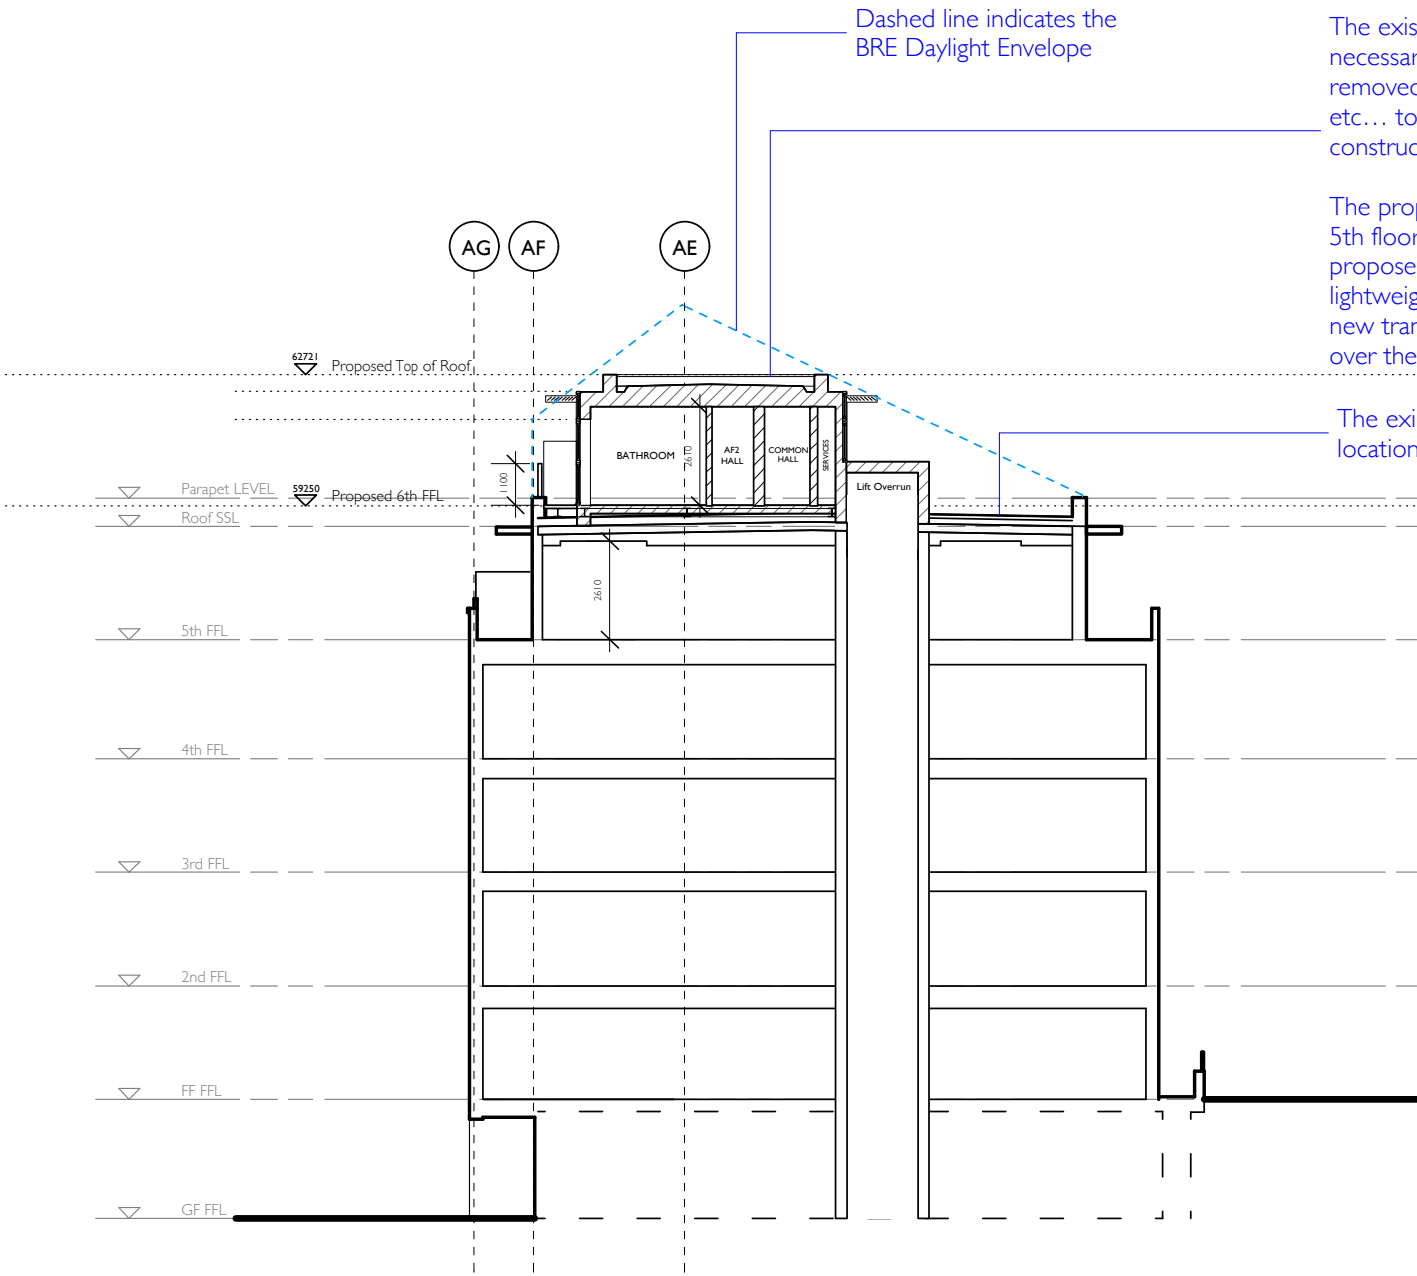 Dashed line indicates the
BRE Daylight Envelope
The exis
necessar
removed
etc… to
construc
The prop
5th floor
propose
lightweig
new tran
over the
The exi
location
AG
AF
AE
62721
Proposed Top of Roof
BATHROOM
2610
AF2
HALL
COMMON
HALL
SERVICES
Lift Overrun
1100
Parapet LEVEL
59250
Proposed 6th FFL
Roof SSL
2610
5th FFL
4th FFL
3rd FFL
2nd FFL
FF FFL
GF FFL